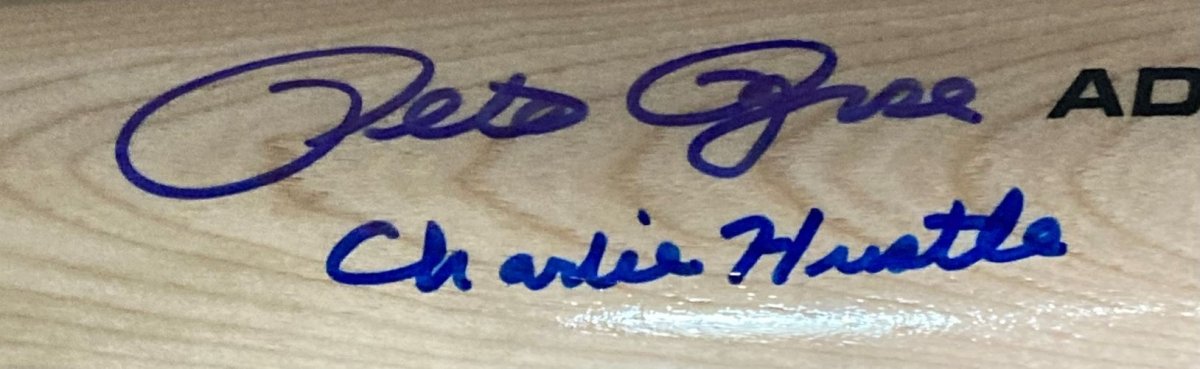 Pete Rose AD
Charlie Hustle